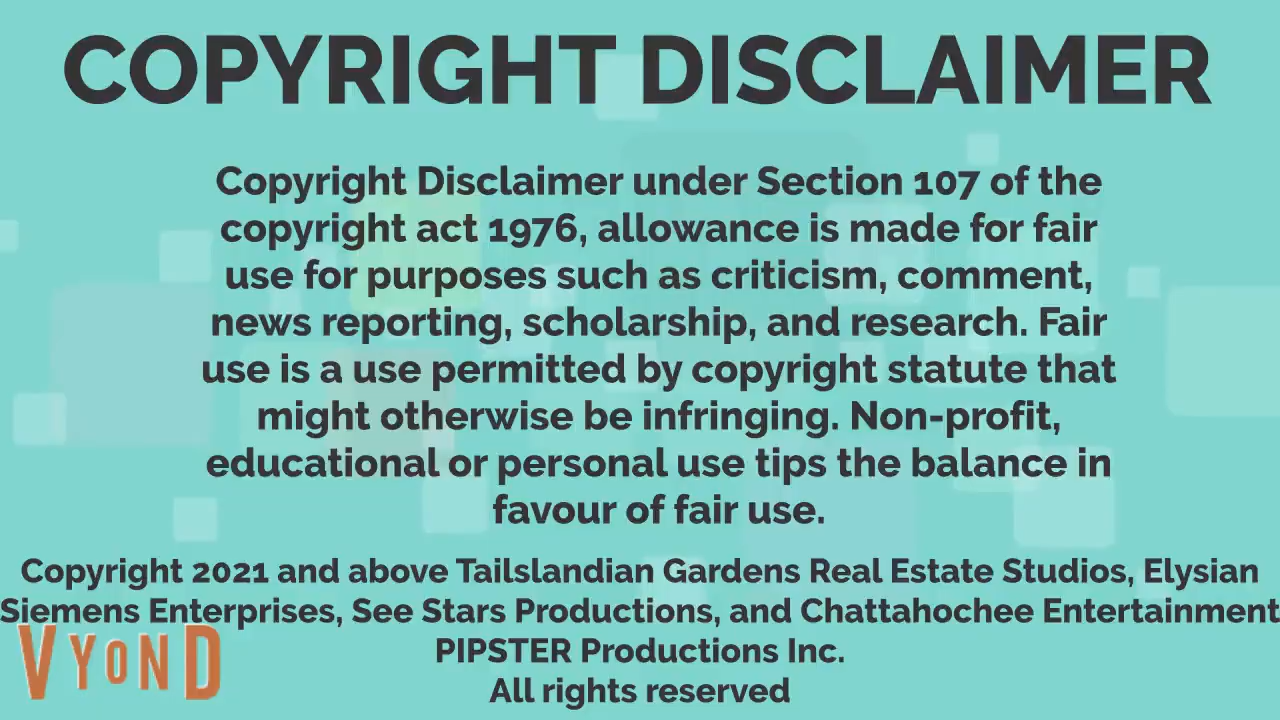 COPYRIGHT DISCLAIMER
Copyright Disclaimer under Section 107 of the
copyright act 1976, allowance is made for fair
use for purposes such as criticism, comment,
news reporting, scholarship, and research. Fair
use is a use permitted by copyright statute that
might otherwise be infringing. Non-profit,
educational or personal use tips the balance in
favour of fair use.
Copyright 2021 and above Tailslandian Gardens Real Estate Studios, Elysian
Siemens Enterprises, See Stars Productions, and Chattahochee Entertainment
PIPSTER Productions Inc.
All rights reserved
VYOND